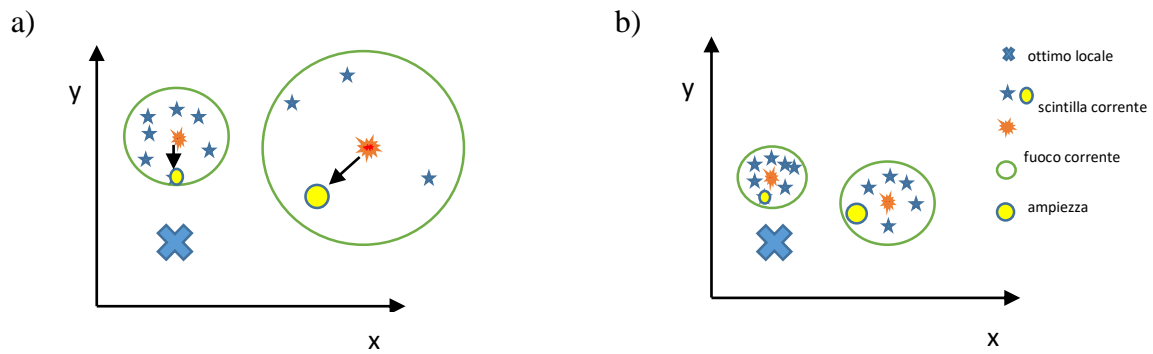 a)
y
x
b)
y
x
ottimo locale
scintilla corrente
fuoco corrente
ampiezza